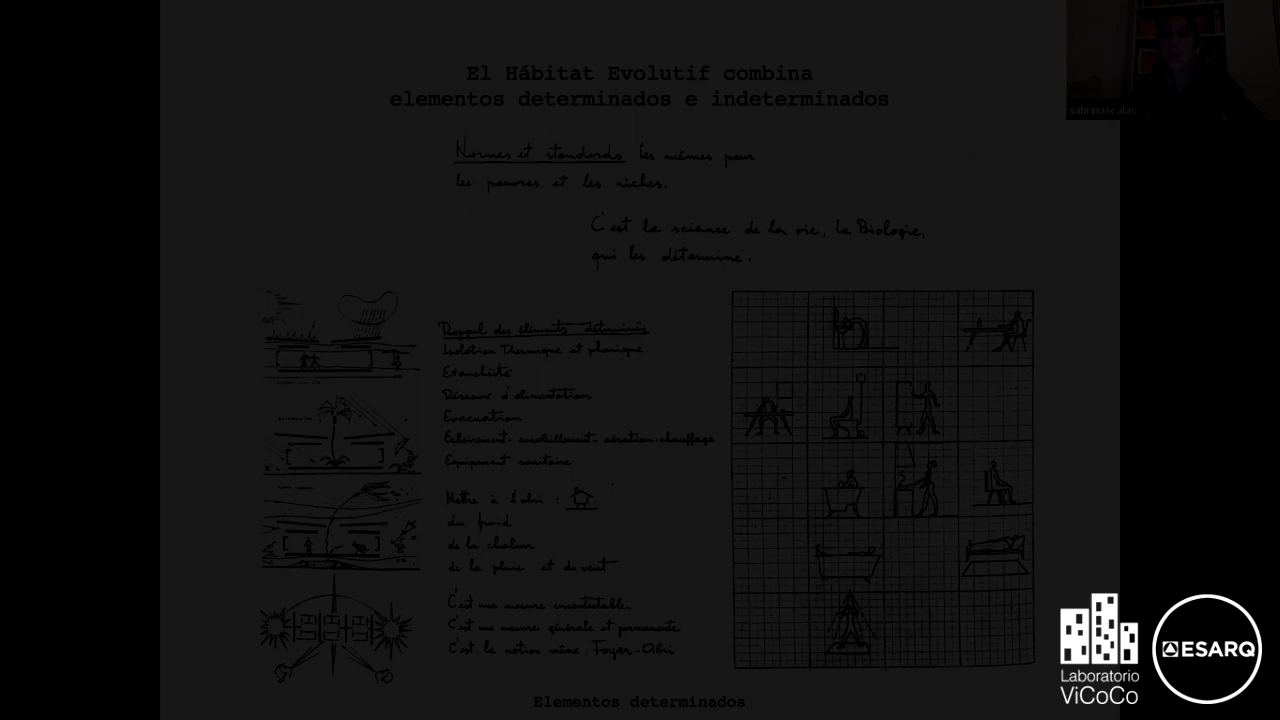 El Hábitat Evolutif combina
elementos determinados e indeterminados
sabrinascalas
Normes et standards les mêmes pour
les pauvres et les riches.
C'est la science de la vie, la Biologie,
qui les détermine.
Rappel des éléments déterminés
Isolation Thermique et phonique
Etanchéité
Réseaux d'alimentation
Evacuation
Eclairement - ensoleillement - aération - chauffage
Equipement sanitaire
Mettre à l'abri :
du froid
de la chaleur
de la pluie et du vent
C'est une mesure incontestable.
C'est une mesure générale et permanente
C'est la notion même. Foyer-Abri
Elementos determinados
Laboratorio
ViCoCo
ESARQ